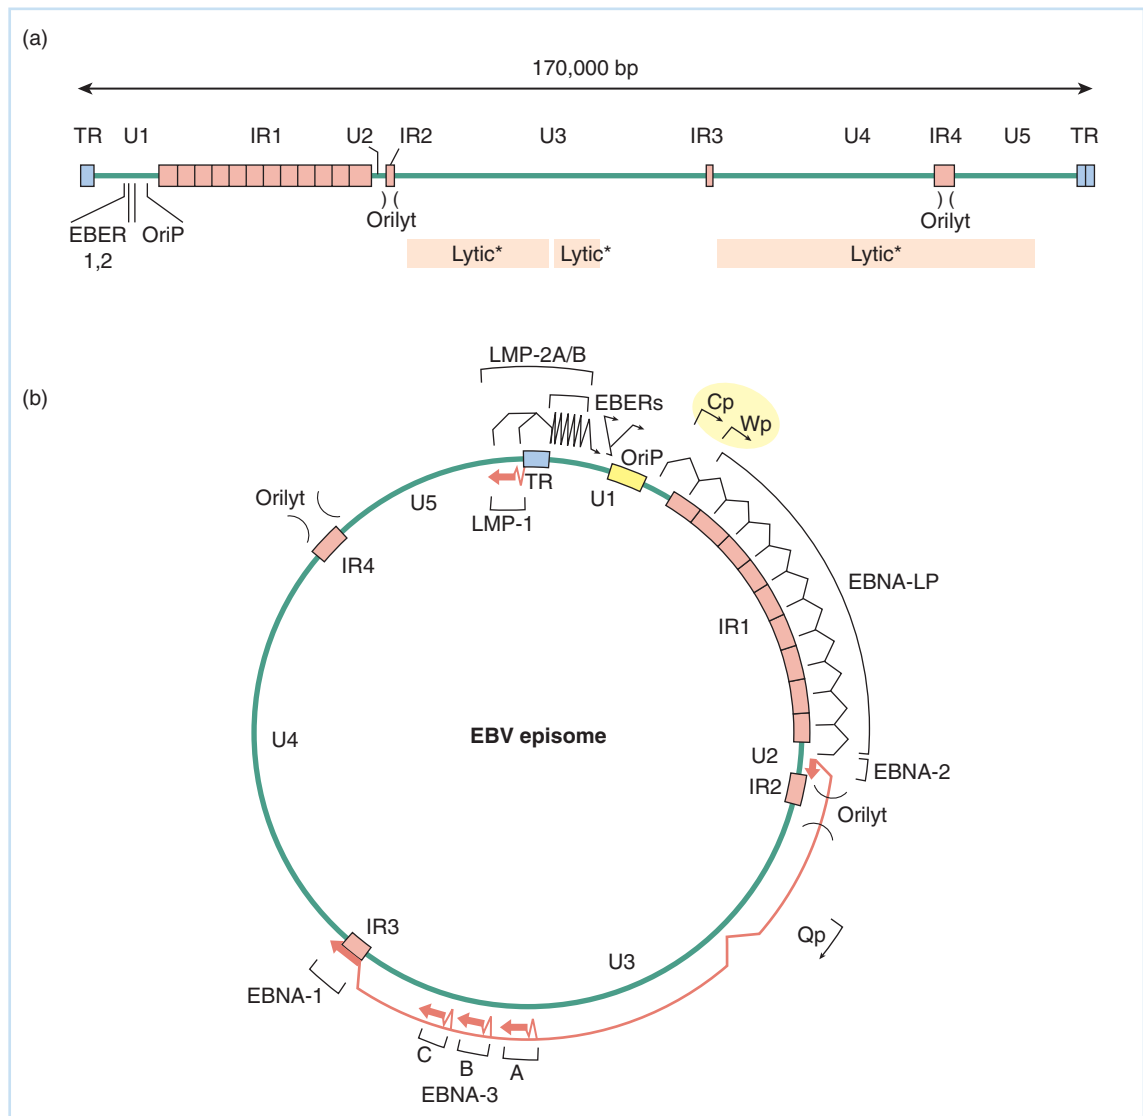 (a)
170,000 bp
TR U1 IR1 U2 IR2 U3 IR3 U4 IR4 U5 TR
EBER OriP Orilyt Orilyt
1,2
Lytic* Lytic* Lytic*
(b)
LMP-2A/B
EBERs
Cp
Wp
OriP
TR
U1
U5
LMP-1
Orilyt
IR4
EBNA-LP
IR1
EBV episome
U4
U2
EBNA-2
IR2
Orilyt
IR3
Qp
U3
EBNA-1
C B A
EBNA-3